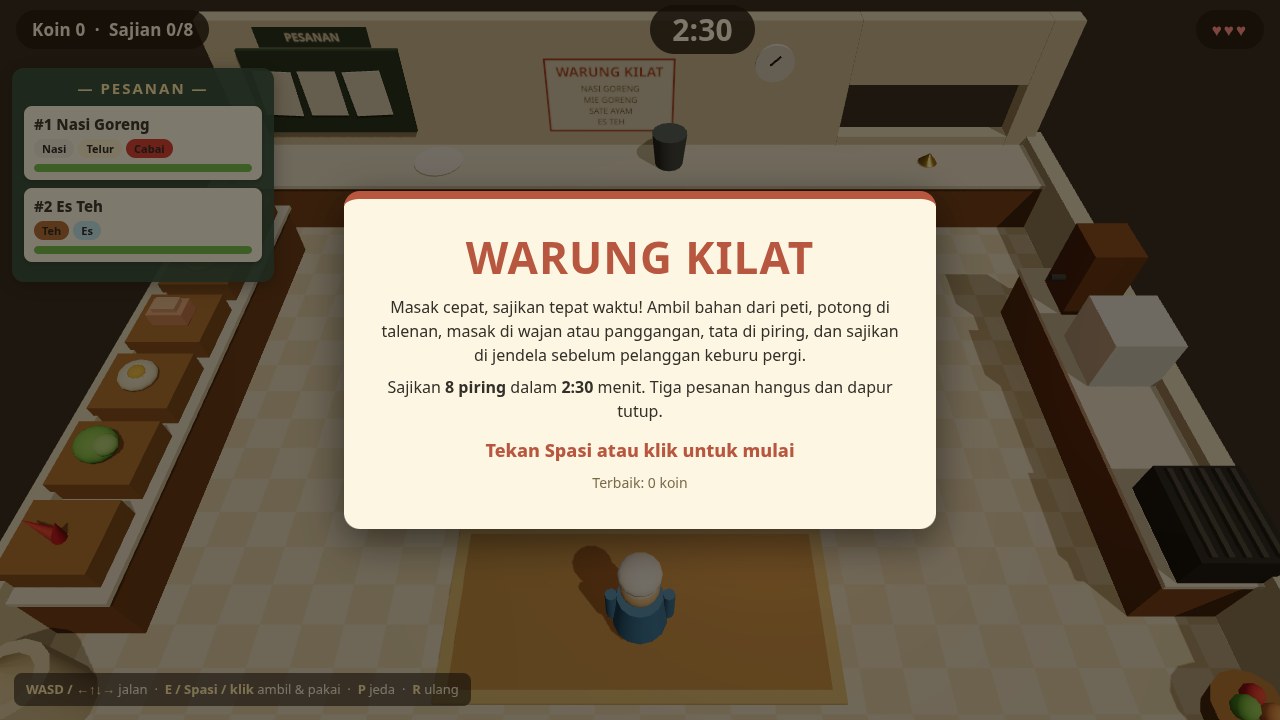 Koin 0 · Sajian 0/8
2:30
♥♥♥
PESANAN
— PESANAN —
#1 Nasi Goreng
Nasi Telur Cabai
#2 Es Teh
Teh Es
WARUNG KILAT
NASI GORENG
MIE GORENG
SATE AYAM
ES TEH
WARUNG KILAT
Masak cepat, sajikan tepat waktu! Ambil bahan dari peti, potong di
talenan, masak di wajan atau panggangan, tata di piring, dan sajikan
di jendela sebelum pelanggan keburu pergi.
Sajikan 8 piring dalam 2:30 menit. Tiga pesanan hangus dan dapur
tutup.
Tekan Spasi atau klik untuk mulai
Terbaik: 0 koin
WASD / ←↑↓→ jalan · E / Spasi / klik ambil & pakai · P jeda · R ulang